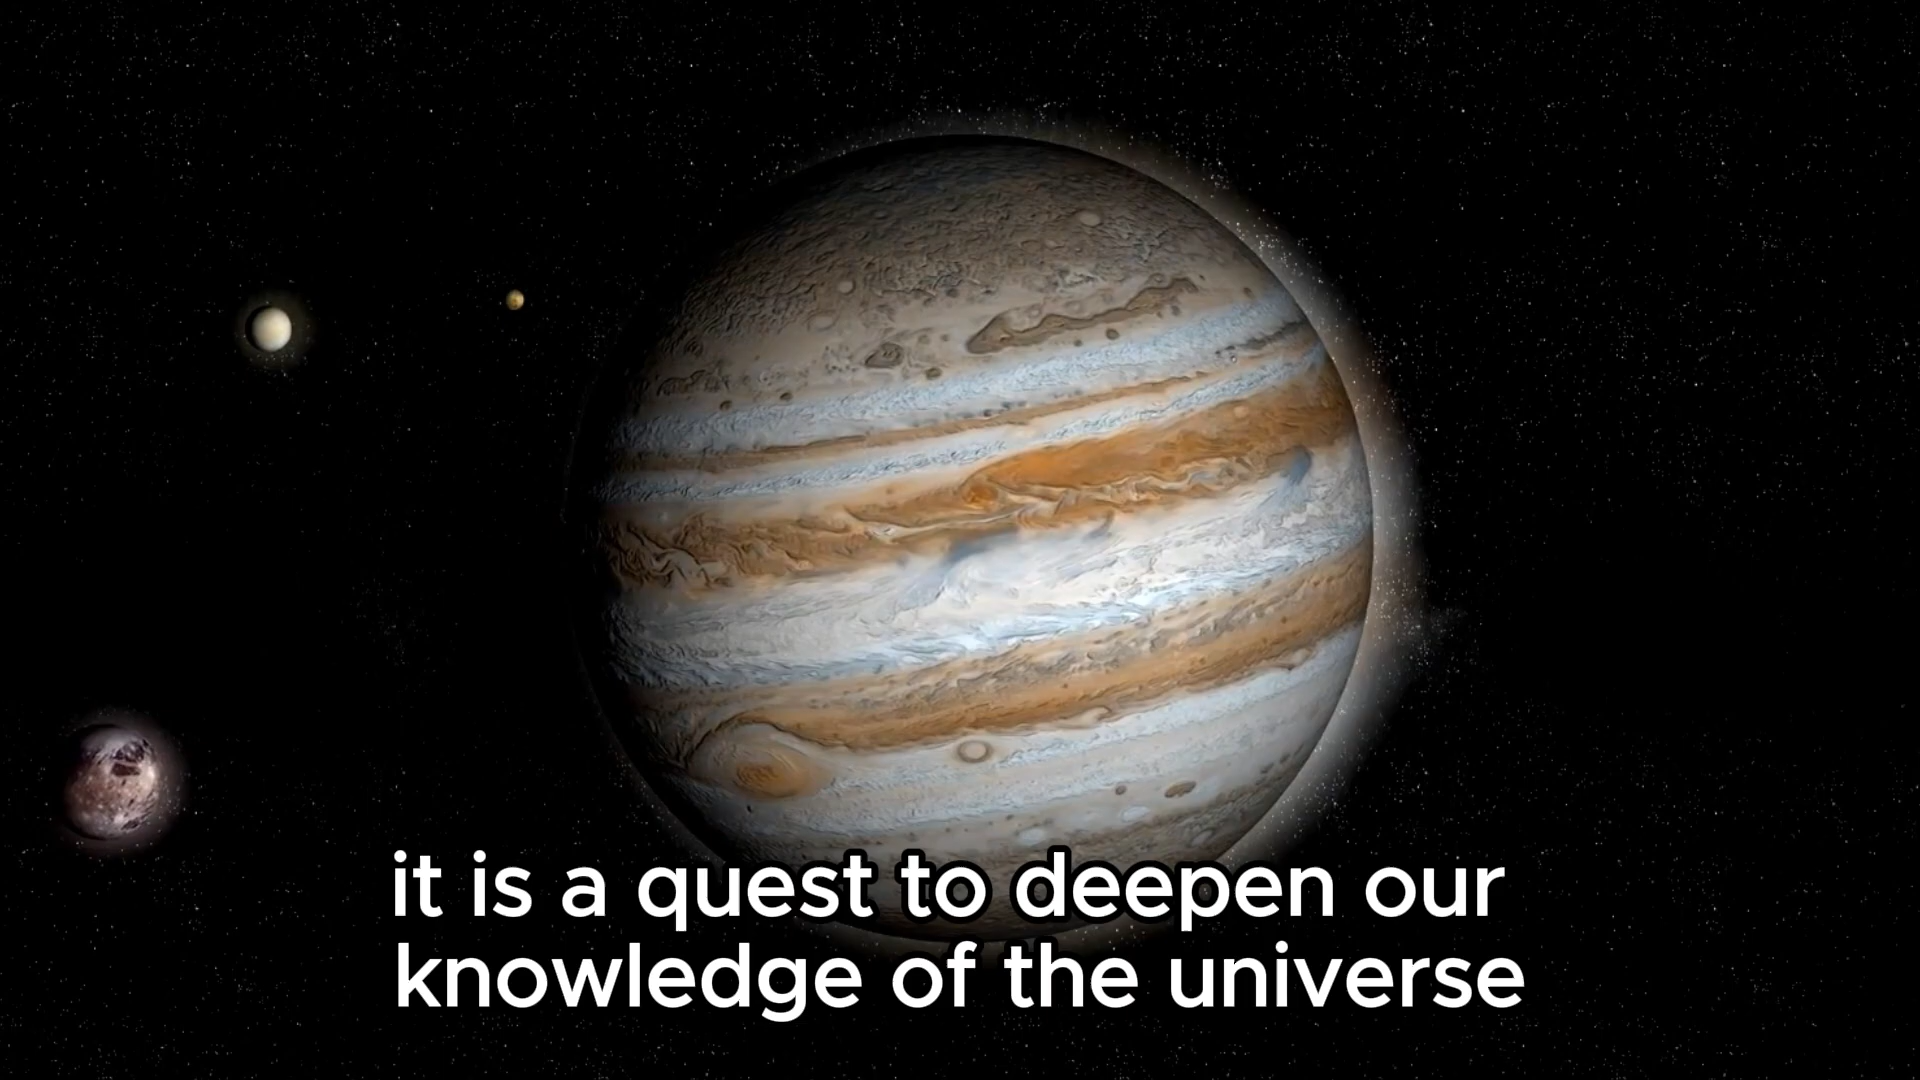 it is a quest to deepen our
knowledge of the universe